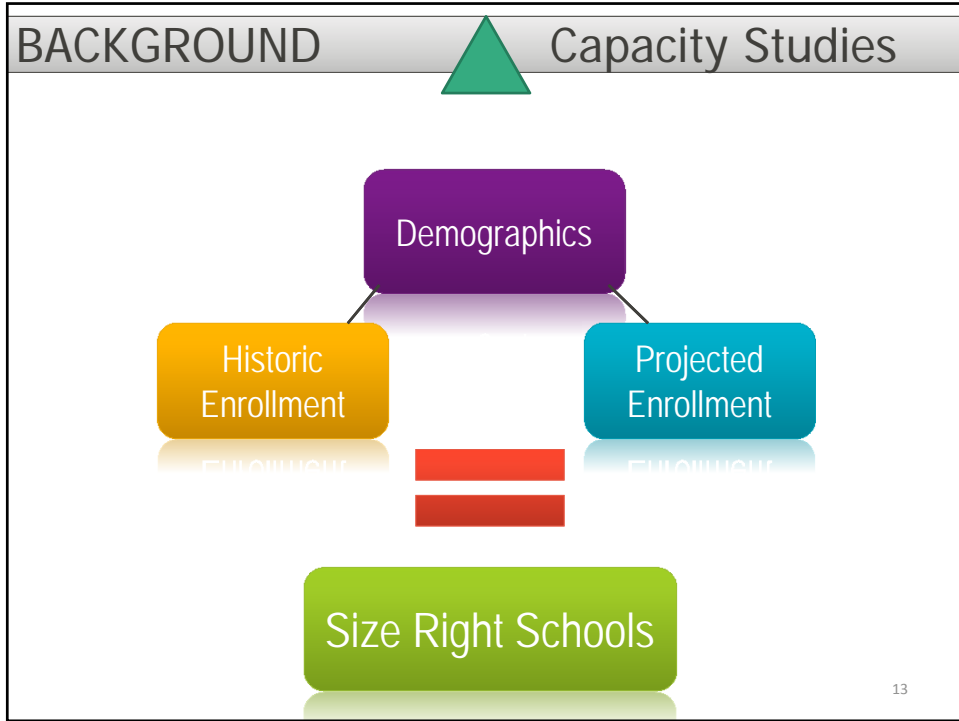 BACKGROUND Capacity Studies
Demographics
Historic
Enrollment
Projected
Enrollment
Size Right Schools
13